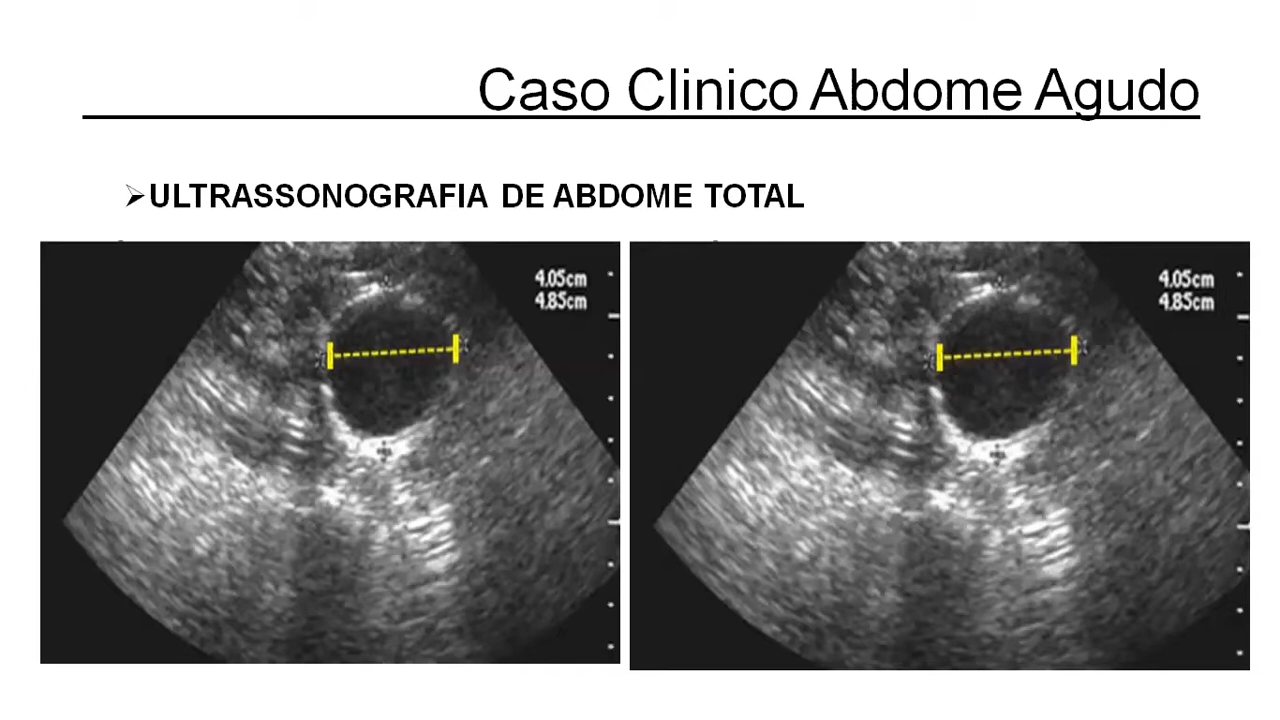 Caso Clinico Abdome Agudo
➢ULTRASSONOGRAFIA DE ABDOME TOTAL
4.05cm
4.85cm
4.05cm
4.85cm